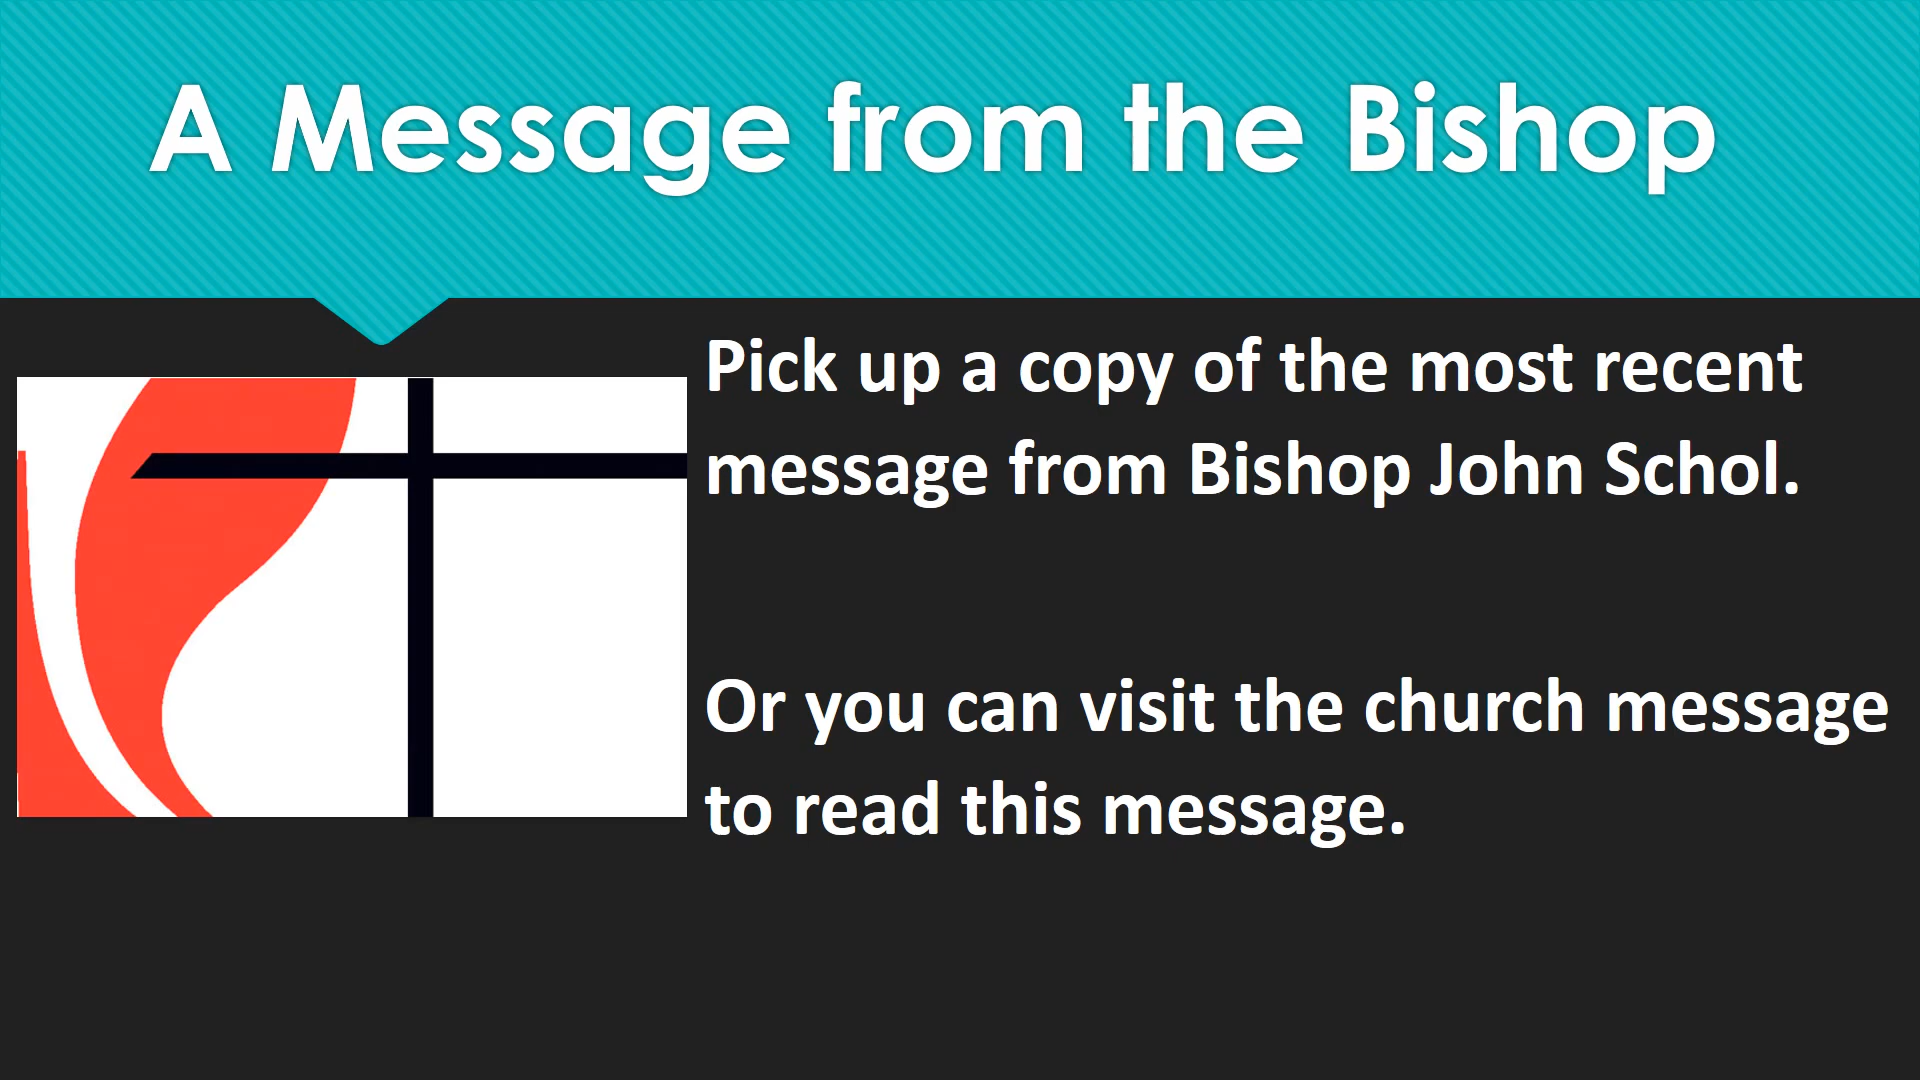 A Message from the Bishop
Pick up a copy of the most recent
message from Bishop John Schol.
Or you can visit the church message
to read this message.